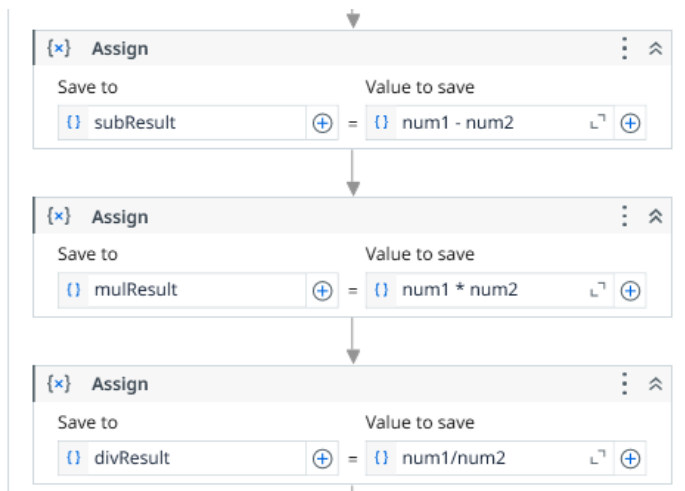 {×} Assign
Save to Value to save
{} subResult = {} num1 - num2
{×} Assign
Save to Value to save
{} mulResult = {} num1 * num2
{×} Assign
Save to Value to save
{} divResult = {} num1/num2